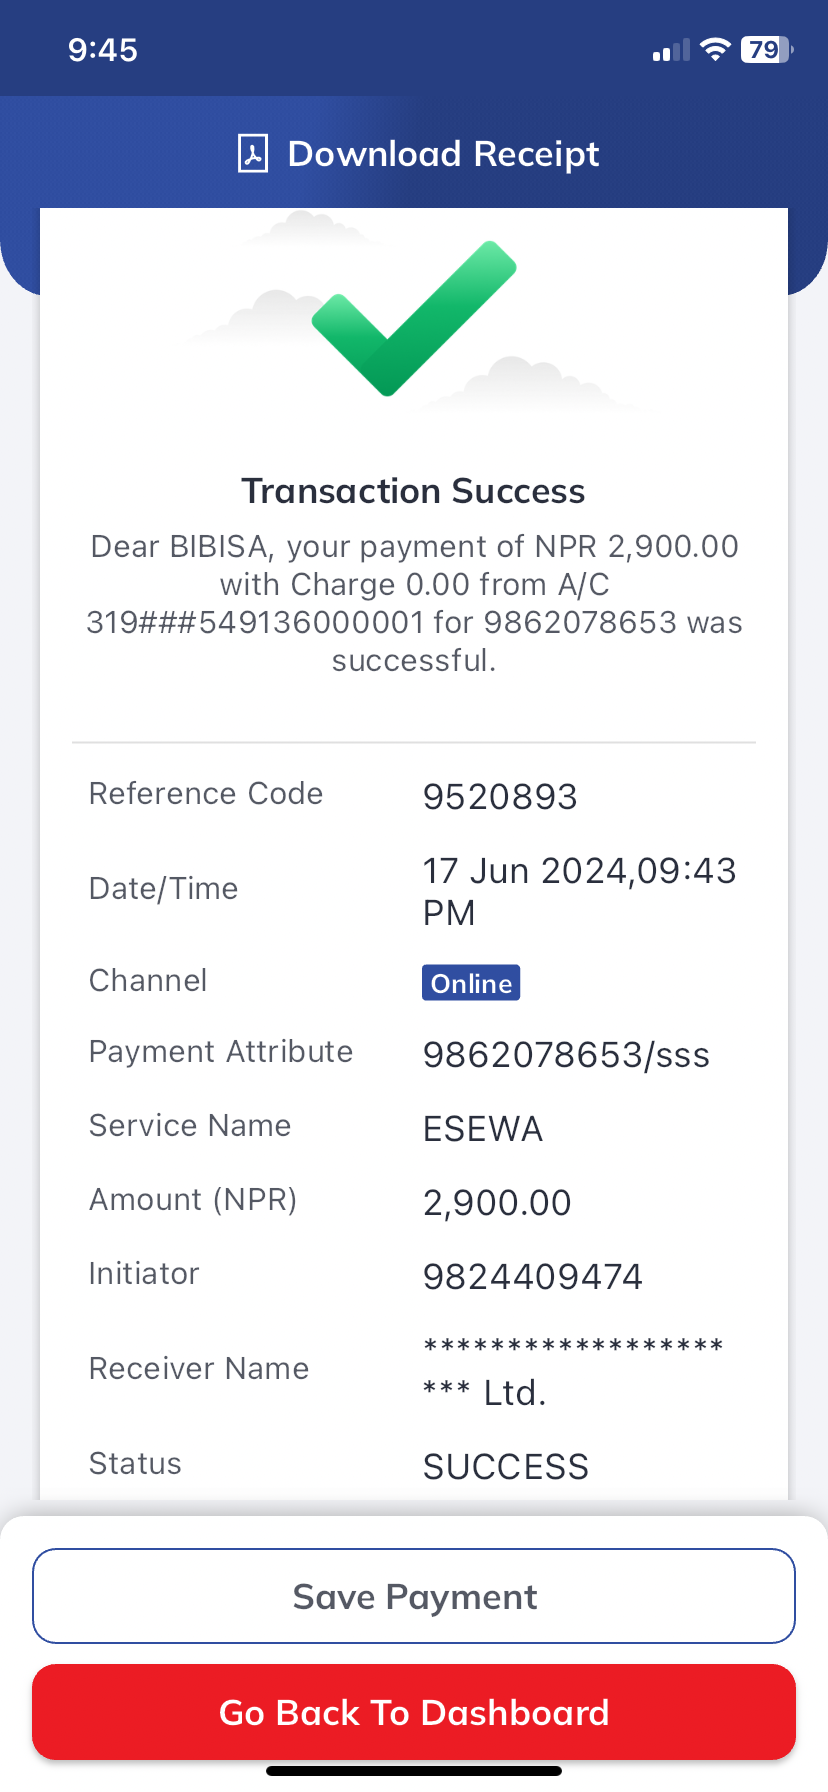 9:45
79
Download Receipt
Transaction Success
Dear BIBISA, your payment of NPR 2,900.00
with Charge 0.00 from A/C
319###549136000001 for 9862078653 was
successful.
Reference Code 9520893
Date/Time 17 Jun 2024,09:43
PM
Channel Online
Payment Attribute 9862078653/sss
Service Name ESEWA
Amount (NPR) 2,900.00
Initiator 9824409474
Receiver Name ******************
*** Ltd.
Status SUCCESS
Save Payment
Go Back To Dashboard